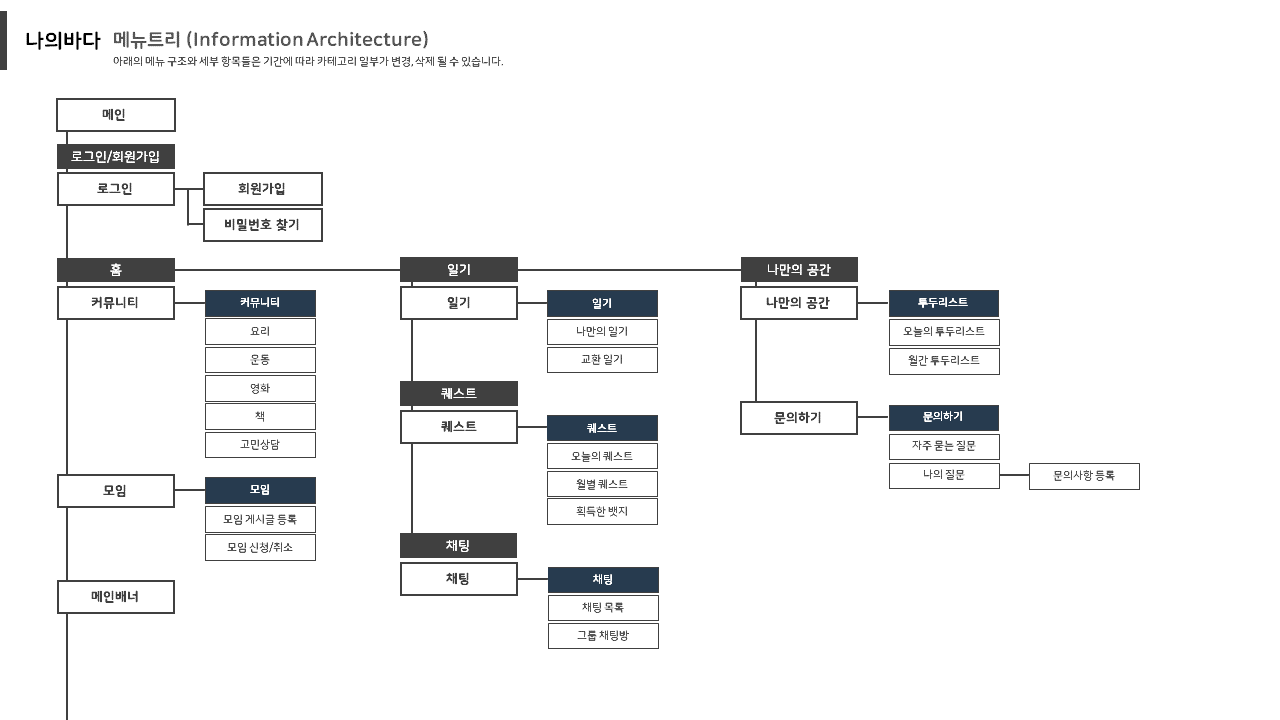 나의바다 메뉴트리 (Information Architecture)
아래의 메뉴 구조와 세부 항목들은 기간에 따라 카테고리 일부가 변경, 삭제 될 수 있습니다.
메인
로그인/회원가입
로그인
회원가입
비밀번호 찾기
홈
커뮤니티
커뮤니티
요리
운동
영화
책
고민상담
모임
모임
모임 게시글 등록
모임 신청/취소
메인배너
일기
일기
일기
나만의 일기
교환 일기
퀘스트
퀘스트
퀘스트
오늘의 퀘스트
월별 퀘스트
획득한 뱃지
채팅
채팅
채팅
채팅 목록
그룹 채팅방
나만의 공간
나만의 공간
투두리스트
오늘의 투두리스트
월간 투두리스트
문의하기
문의하기
자주 묻는 질문
나의 질문
문의사항 등록